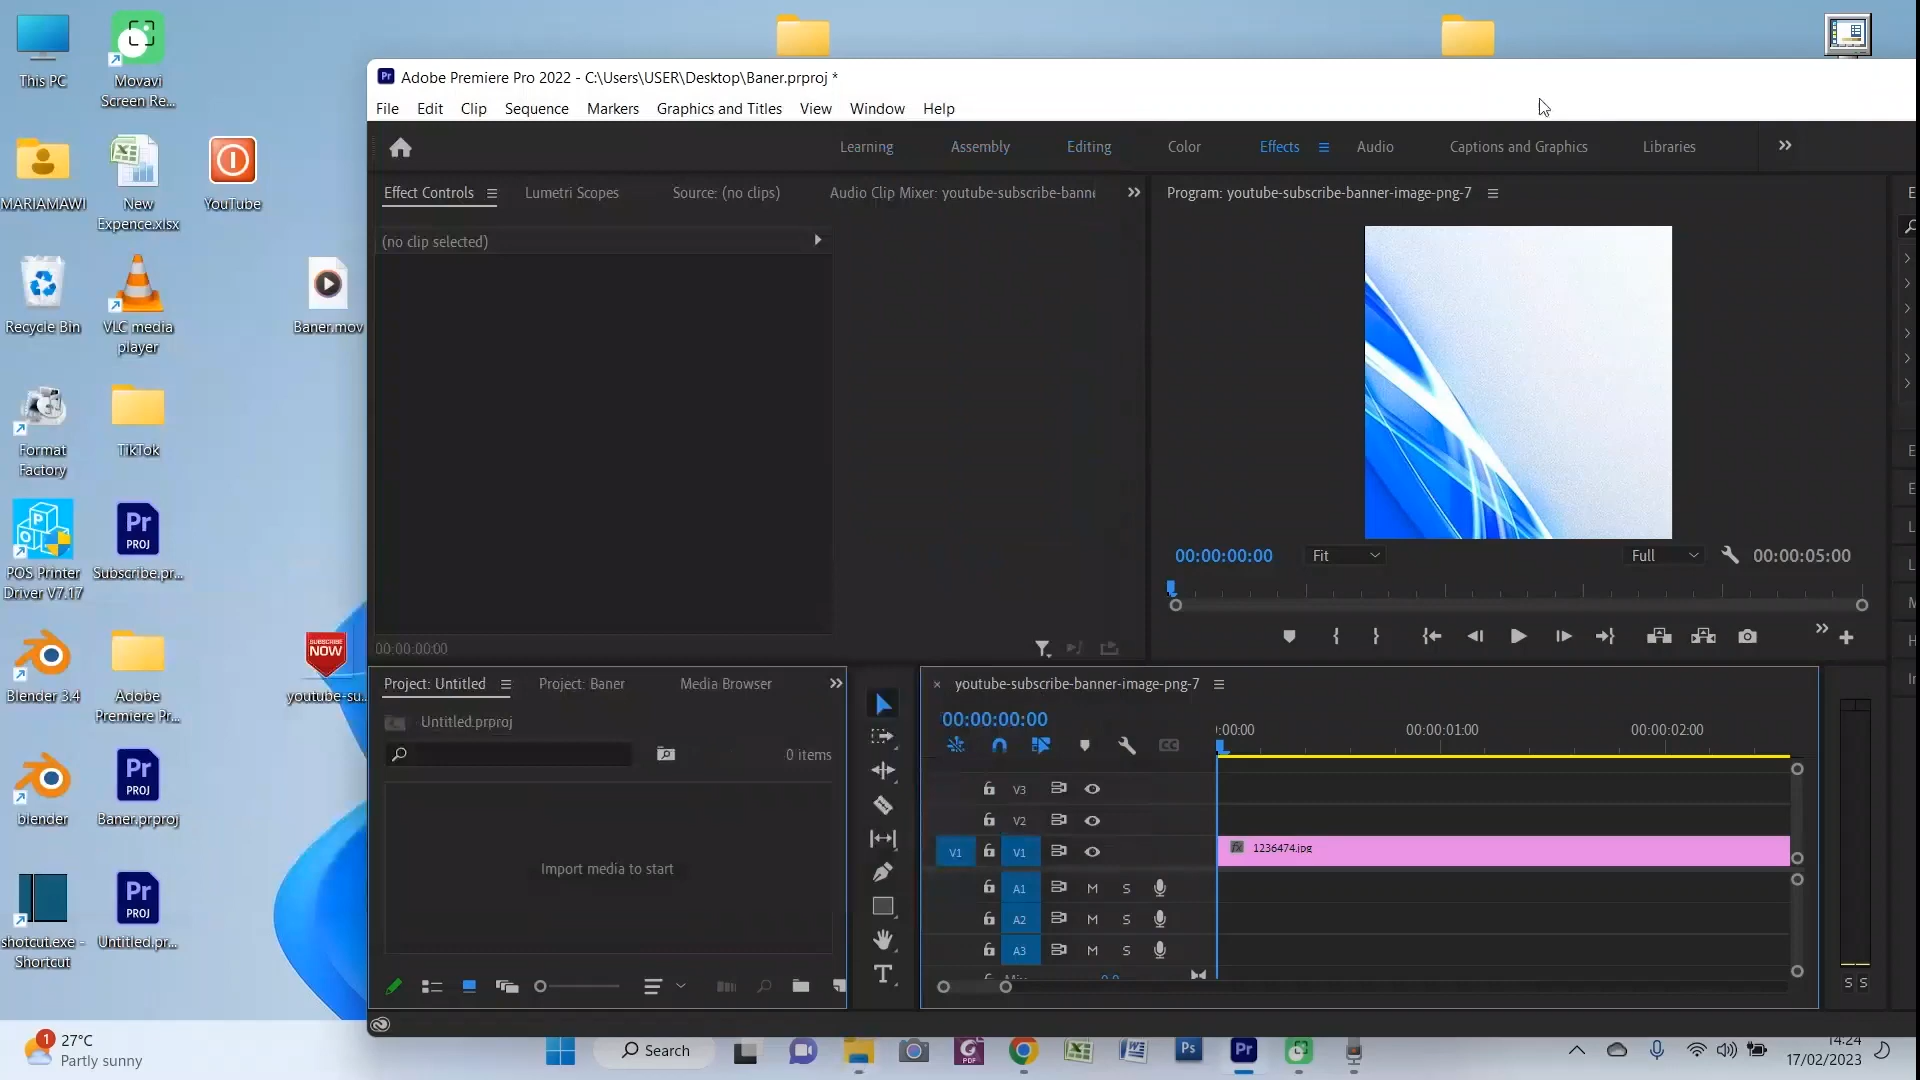 This PC
Movavi
Screen Re...
MARIAMAWI
New
Expence.xlsx
YouTube
Recycle Bin
VLC media
player
Baner.mov
Format
Factory
TikTok
POS Printer
Driver V7.17
Subscribe.pr...
SUBSCRIBE
NOW
Blender 3.4
Adobe
Premiere Pr...
youtube-su...
blender
Baner.prproj
shotcut.exe -
Shortcut
Untitled.pr...
Adobe Premiere Pro 2022 - C:\Users\USER\Desktop\Baner.prproj *
File Edit Clip Sequence Markers Graphics and Titles View Window Help
Learning Assembly Editing Color Effects Audio Captions and Graphics Libraries
Effect Controls Lumetri Scopes Source: (no clips) Audio Clip Mixer: youtube-subscribe-bann
(no clip selected)
00:00:00:00
Program: youtube-subscribe-banner-image-png-7
00:00:00:00 Fit Full 00:00:05:00
Project: Untitled Project: Baner Media Browser
Untitled.prproj
0 items
Import media to start
youtube-subscribe-banner-image-png-7
00:00:00:00
:00:00 00:00:01:00 00:00:02:00
V3
V2
V1 V1 1236474.jpg
A1 M S
A2 M S
A3 M S
S S
27°C
Partly sunny
Search
14:24
17/02/2023